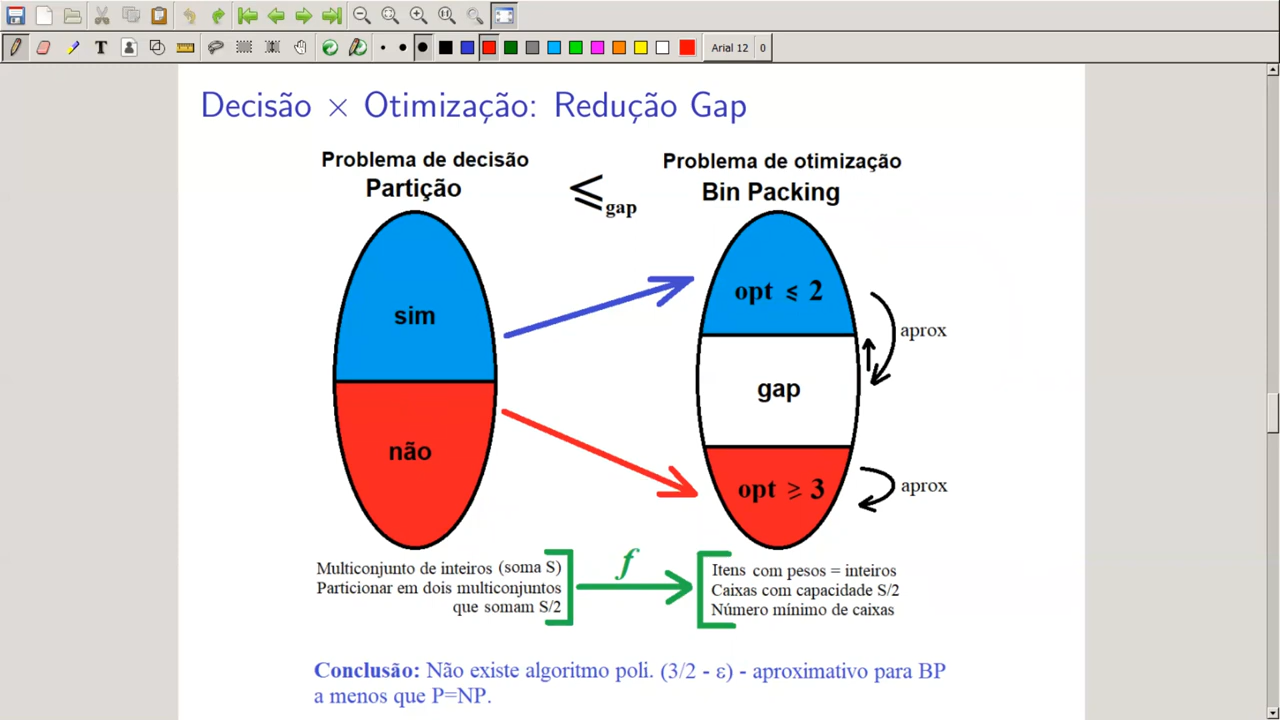 Arial 12 0
Decisão × Otimização: Redução Gap
Problema de decisão
Partição
≤gap
Problema de otimização
Bin Packing
sim
não
opt ≤ 2
gap
opt ≥ 3
aprox
aprox
Multiconjunto de inteiros (soma S)
Particionar em dois multiconjuntos
que somam S/2
f
Itens com pesos = inteiros
Caixas com capacidade S/2
Número mínimo de caixas
Conclusão: Não existe algoritmo poli. (3/2 - ε) - aproximativo para BP
a menos que P=NP.